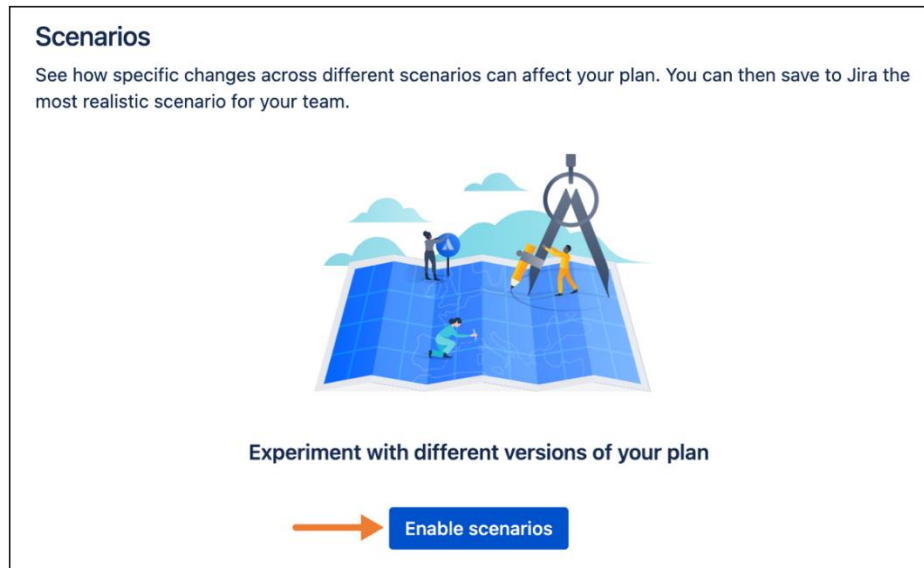 Scenarios
See how specific changes across different scenarios can affect your plan. You can then save to Jira the
most realistic scenario for your team.
Experiment with different versions of your plan
Enable scenarios